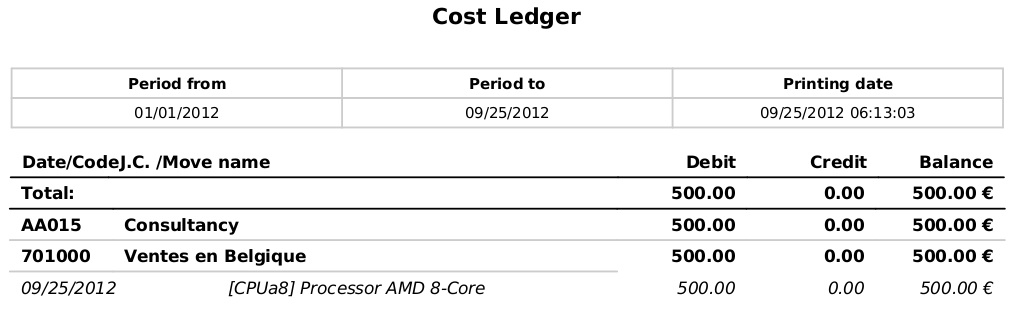 Cost Ledger
Period from Period to Printing date
01/01/2012 09/25/2012 09/25/2012 06:13:03
Date/CodeJ.C. /Move name Debit Credit Balance
Total: 500.00 0.00 500.00 €
AA015 Consultancy 500.00 0.00 500.00 €
701000 Ventes en Belgique 500.00 0.00 500.00 €
09/25/2012 [CPUa8] Processor AMD 8-Core 500.00 0.00 500.00 €